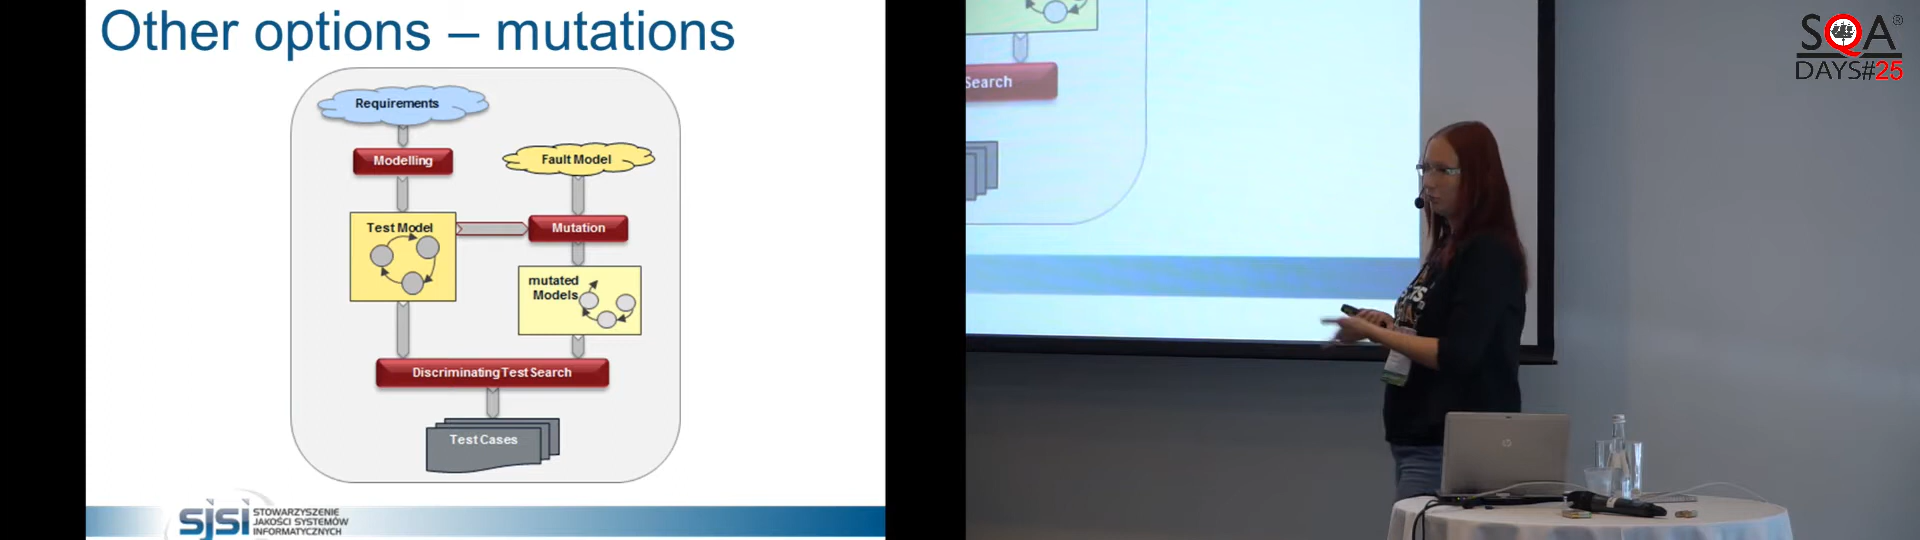 Other options – mutations
Requirements
Modelling
Fault Model
Test Model
Mutation
mutated
Models
Discriminating Test Search
Test Cases
sjsi
STOWARZYSZENIE
JAKOŚCI SYSTEMÓW
INFORMATYCZNYCH
Search
hp
SQA®
DAYS#25